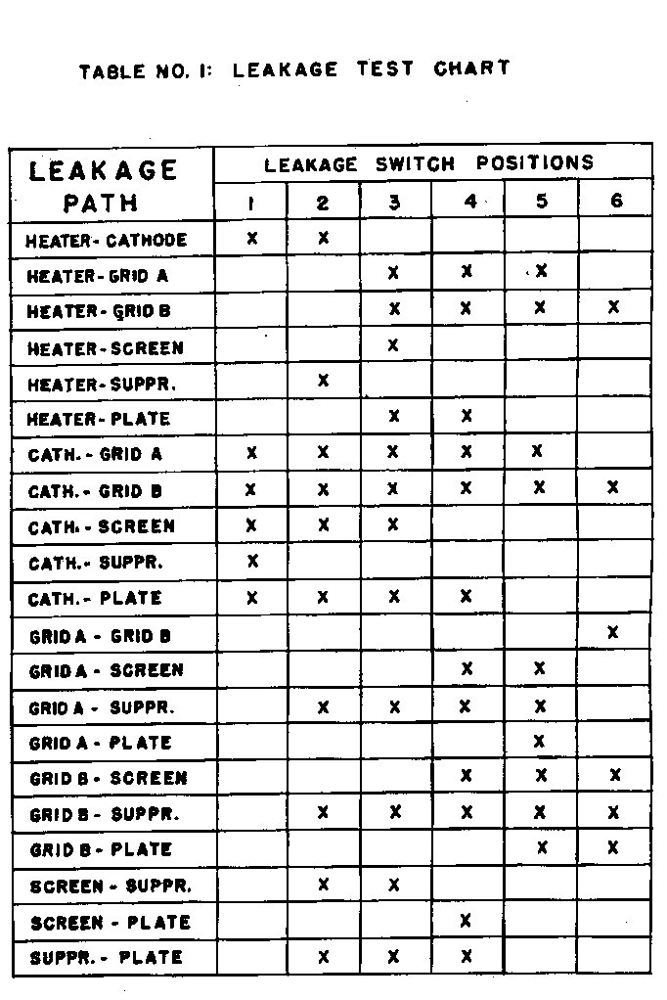 TABLE NO. 1: LEAKAGE TEST CHART
LEAKAGE PATH LEAKAGE SWITCH POSITIONS
1 2 3 4 5 6
HEATER- CATHODE X X
HEATER-GRID A X X X
HEATER-GRID B X X X X
HEATER-SCREEN X
HEATER-SUPPR. X
HEATER-PLATE X X
CATH.- GRID A X X X X X
CATH.- GRID B X X X X X X
CATH.- SCREEN X X X
CATH.- SUPPR. X
CATH.- PLATE X X X X
GRID A - GRID B X
GRID A - SCREEN X X
GRID A - SUPPR. X X X X
GRID A - PLATE X
GRID B - SCREEN X X X
GRID B - SUPPR. X X X X X
GRID B - PLATE X X
SCREEN - SUPPR. X X
SCREEN - PLATE X
SUPPR.- PLATE X X X